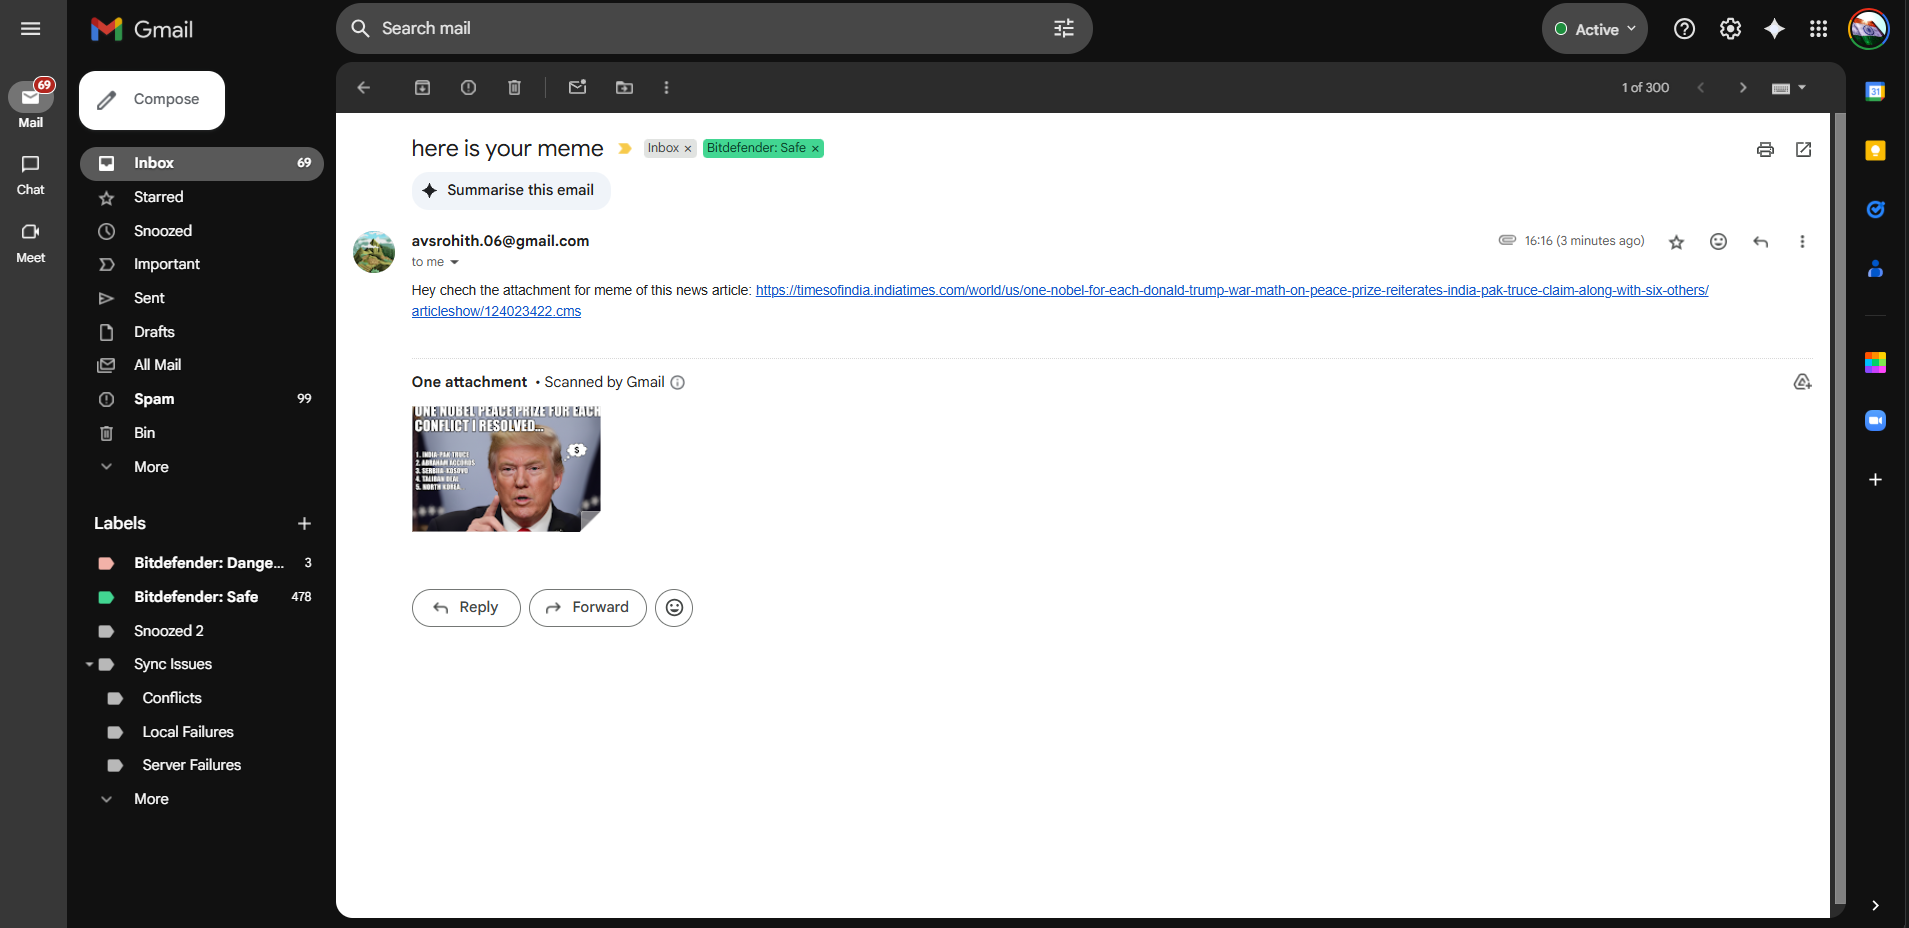 Gmail
Search mail
Active
69
Mail
Compose
1 of 300
31
Inbox 69
here is your meme
Inbox ×
Bitdefender: Safe ×
Chat
Starred
Summarise this email
Snoozed
Meet
avsrohith.06@gmail.com
16:16 (3 minutes ago)
to me
Important
Hey chech the attachment for meme of this news article: https://timesofindia.indiatimes.com/world/us/one-nobel-for-each-donald-trump-war-math-on-peace-prize-reiterates-india-pak-truce-claim-along-with-six-others/
articleshow/124023422.cms
Sent
Drafts
All Mail
One attachment • Scanned by Gmail
Spam 99
ONE NOBEL PEACE PRIZE FOR EACH
CONFLICT I RESOLVED...
$
1. INDIA-PAK TRUCE
2. ABRAHAM ACCORDS
3. SERBIA-KOSOVO
4. TALIBAN DEAL
5. NORTH KOREA
Bin
More
Labels
Bitdefender: Dange... 3
Bitdefender: Safe 478
Reply
Forward
Snoozed 2
Sync Issues
Conflicts
Local Failures
Server Failures
More